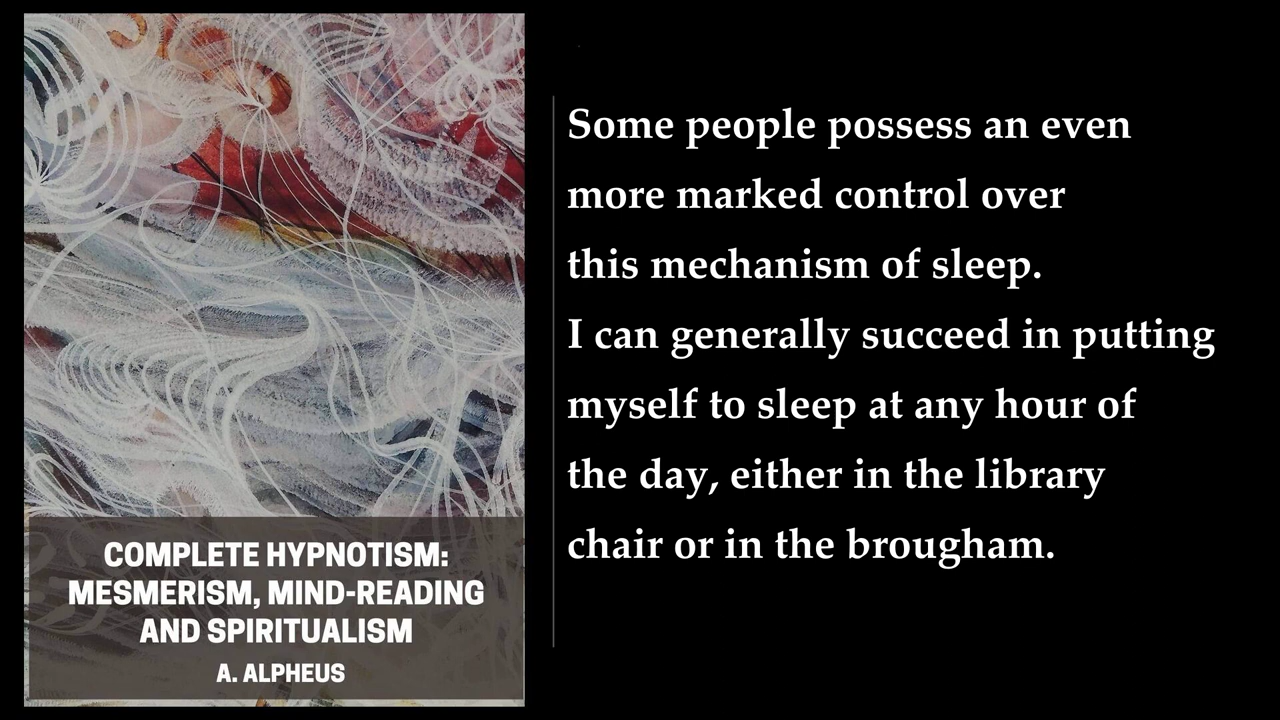 COMPLETE HYPNOTISM:
MESMERISM, MIND-READING
AND SPIRITUALISM
A. ALPHEUS
Some people possess an even
more marked control over
this mechanism of sleep.
I can generally succeed in putting
myself to sleep at any hour of
the day, either in the library
chair or in the brougham.